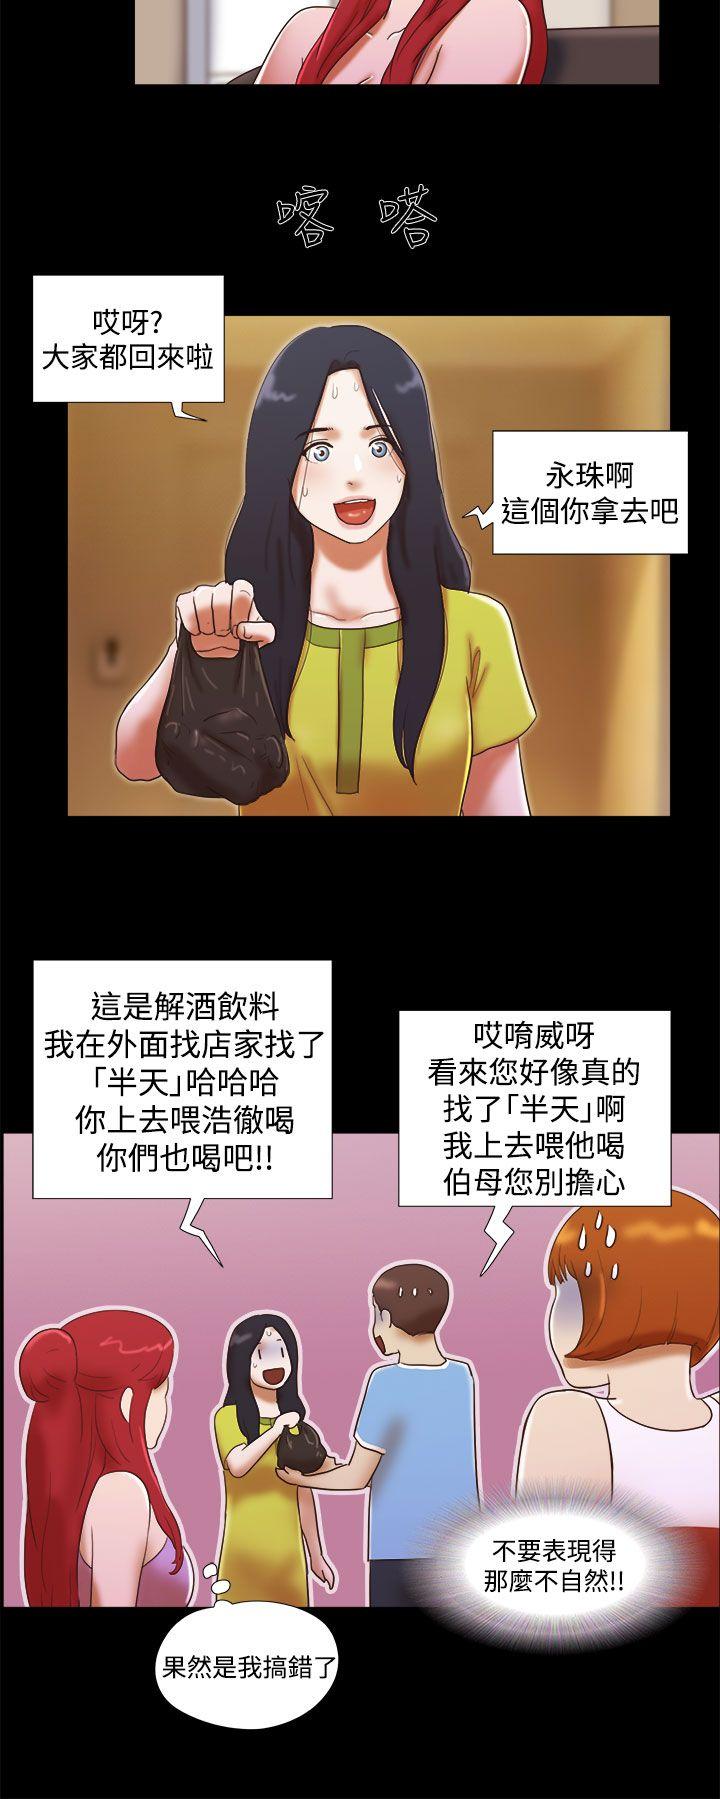 喀 嗒
哎呀?
大家都回來啦
永珠啊
這個你拿去吧
這是解酒飲料
我在外面找店家找了
「半天」哈哈哈
你上去喂浩徹喝
你們也喝吧!!
哎唷威呀
看來您好像真的
找了「半天」啊
我上去喂他喝
伯母您別擔心
不要表現得
那麼不自然!!
果然是我搞錯了